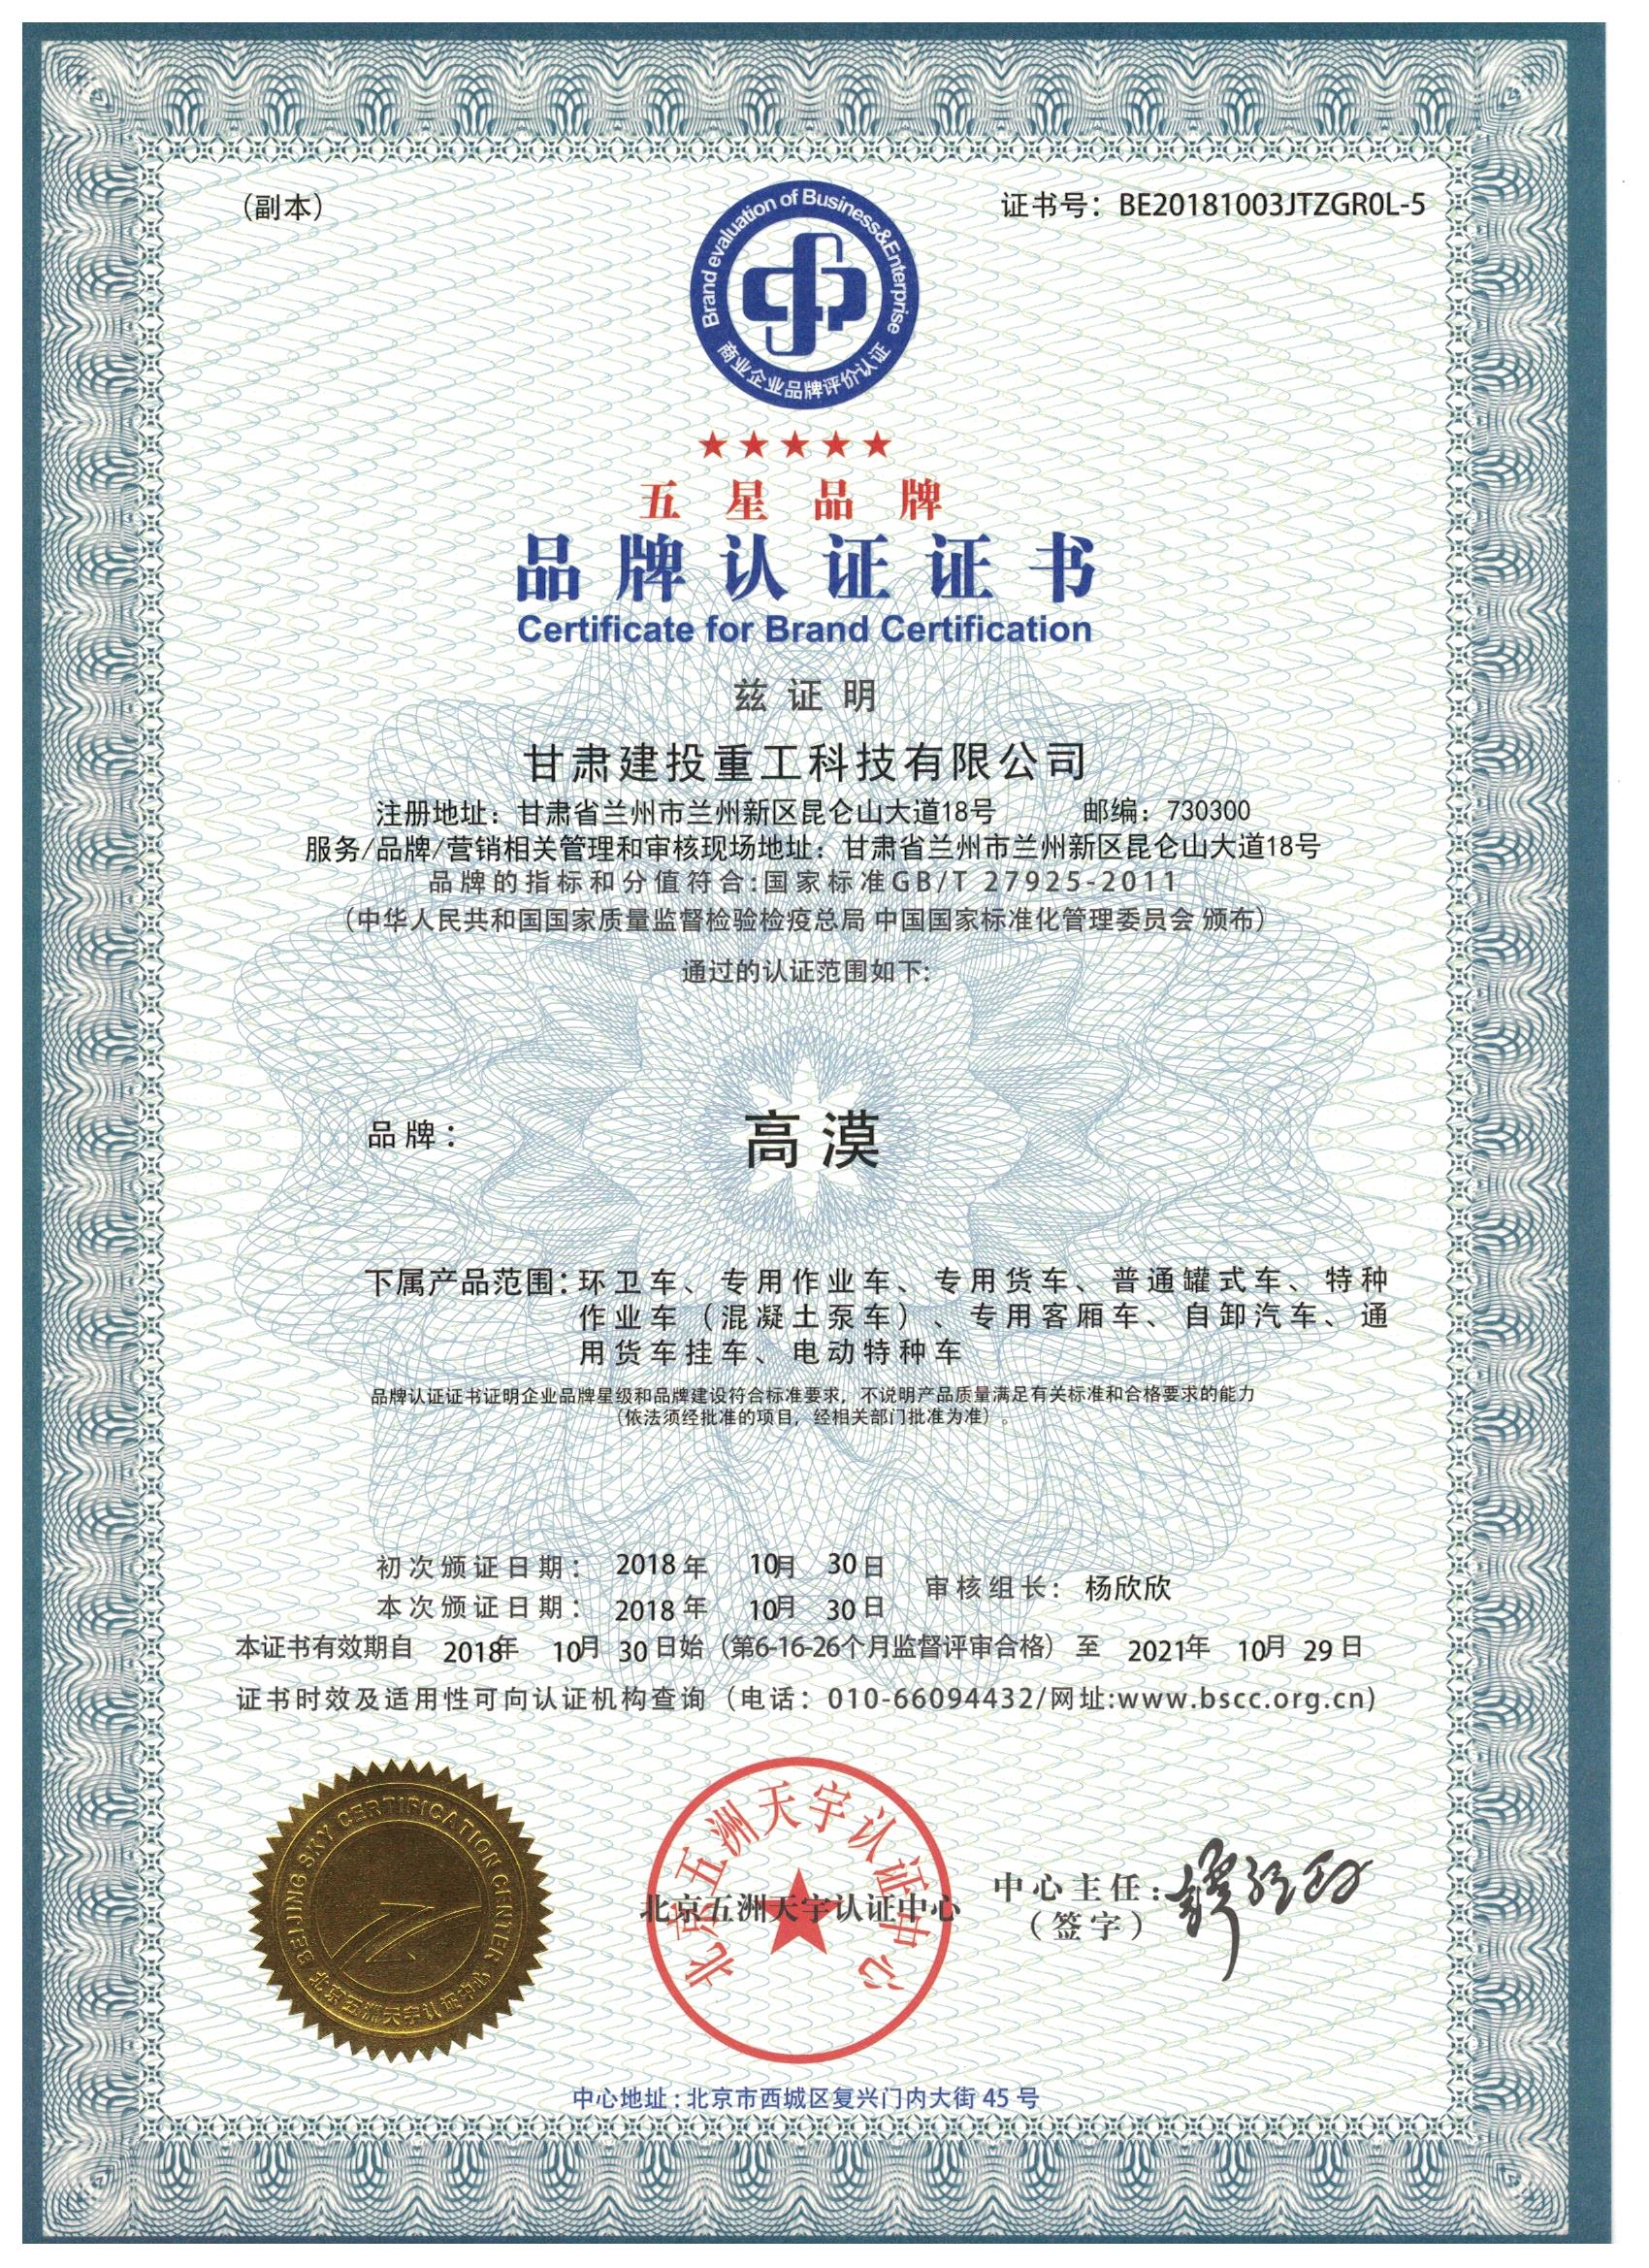 （副本）
证书号：BE20181003JTZGR0L-5
Brand evaluation of Business&Enterprise
商业企业品牌评价认证
★★★★★
五星品牌
品牌认证证书
Certificate for Brand Certification
兹证明
甘肃建投重工科技有限公司
注册地址：甘肃省兰州市兰州新区昆仑山大道18号 邮编：730300
服务/品牌/营销相关管理和审核现场地址：甘肃省兰州市兰州新区昆仑山大道18号
品牌的指标和分值符合:国家标准GB/T 27925-2011
（中华人民共和国国家质量监督检验检疫总局 中国国家标准化管理委员会 颁布）
通过的认证范围如下:
品牌： 高漠
下属产品范围：环卫车、专用作业车、专用货车、普通罐式车、特种
作业车（混凝土泵车）、专用客厢车、自卸汽车、通
用货车挂车、电动特种车
品牌认证证书证明企业品牌星级和品牌建设符合标准要求，不说明产品质量满足有关标准和合格要求的能力
（依法须经批准的项目，经相关部门批准为准）。
初次颁证日期： 2018年 10月 30日
本次颁证日期： 2018年 10月 30日
审核组长： 杨欣欣
本证书有效期自 2018年 10月 30日始（第6-16-26个月监督评审合格）至 2021年 10月 29日
证书时效及适用性可向认证机构查询（电话：010-66094432/网址:www.bscc.org.cn）
BEIJING SKY CERTIFICATION CENTER
北京五洲天宇认证中心
北京五洲天宇认证中心
北京五洲天宇认证中心
中心主任：
（签字）
中心地址：北京市西城区复兴门内大街 45 号